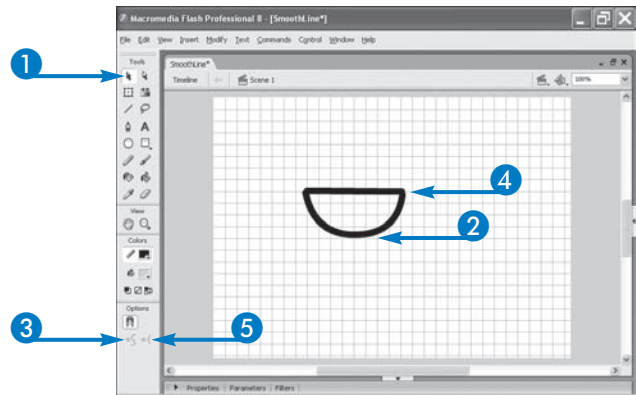 Macromedia Flash Professional 8 - [SmoothLine*]
File Edit View Insert Modify Text Commands Control Window Help
Tools
SmoothLine*
Timeline
Scene 1
100%
A
View
Colors
Options
Properties Parameters Filters
1
2
3
4
5